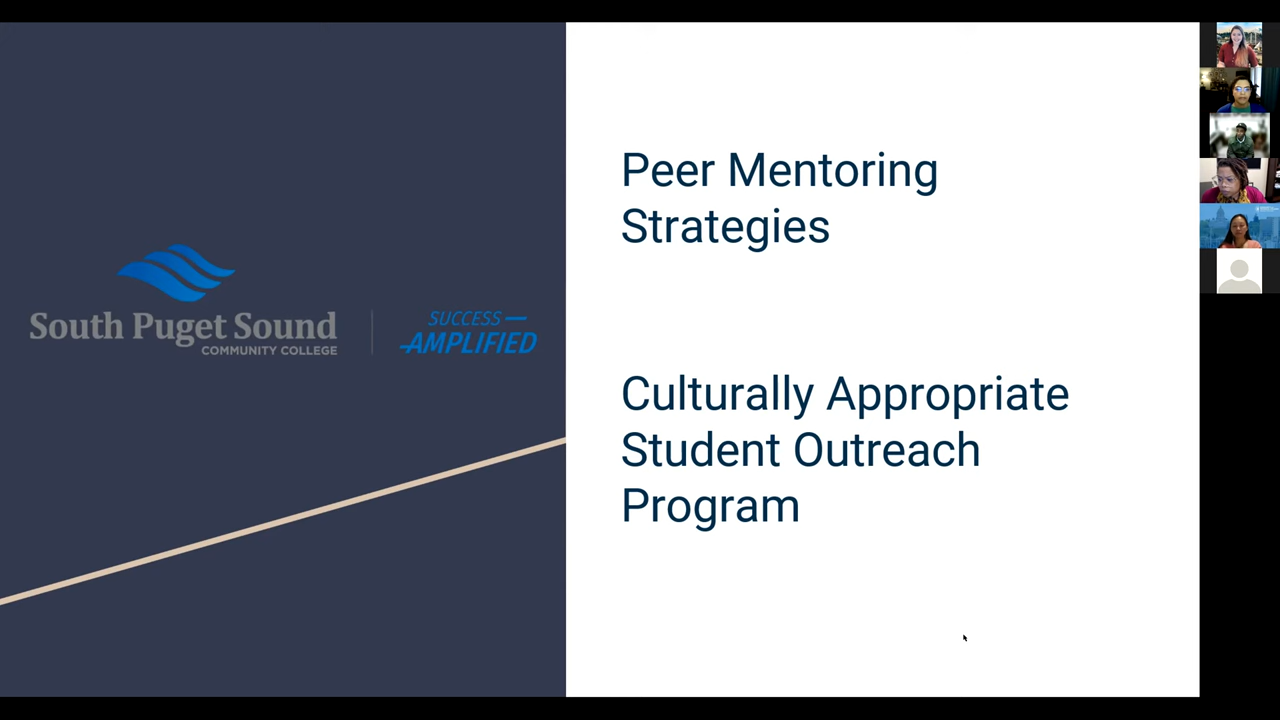 South Puget Sound
COMMUNITY COLLEGE
SUCCESS
AMPLIFIED
Peer Mentoring
Strategies
Culturally Appropriate
Student Outreach
Program